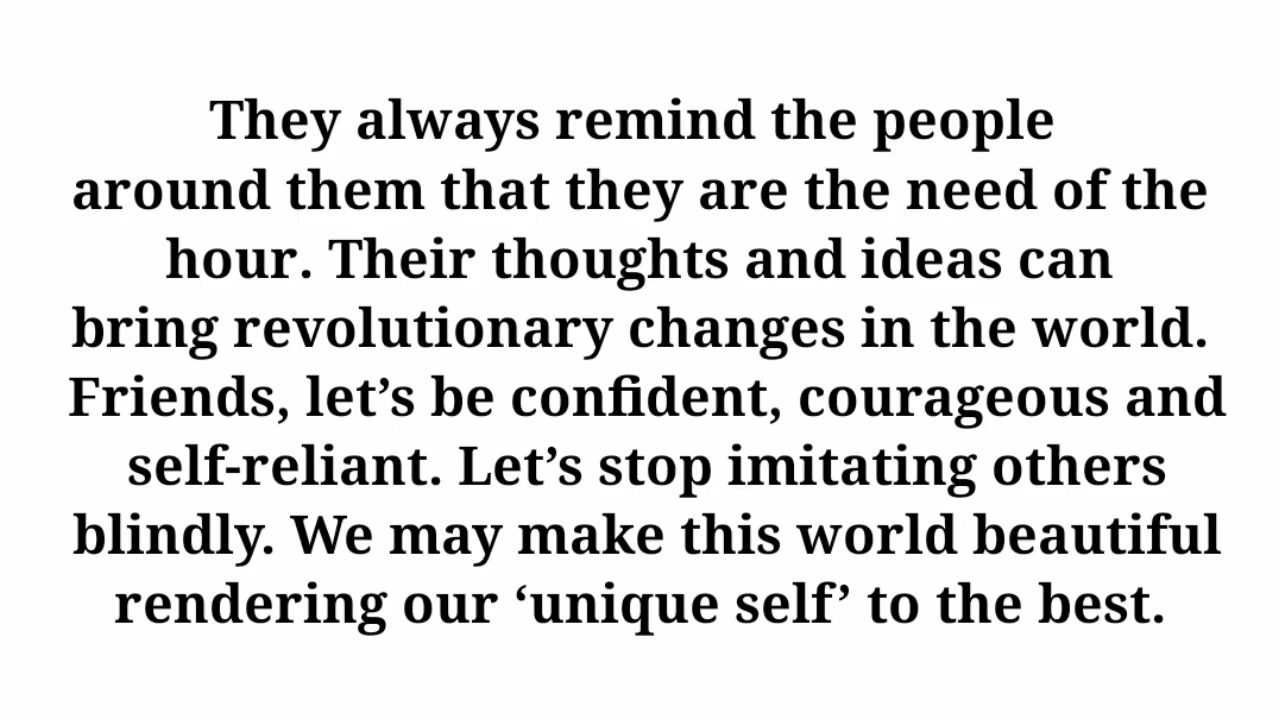 They always remind the people
around them that they are the need of the
hour. Their thoughts and ideas can
bring revolutionary changes in the world.
Friends, let’s be confident, courageous and
self-reliant. Let’s stop imitating others
blindly. We may make this world beautiful
rendering our ‘unique self’ to the best.